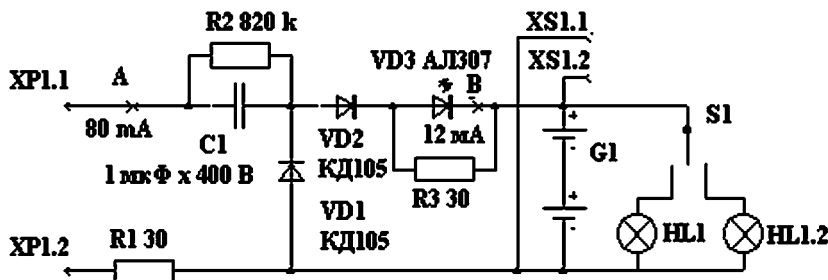 R2 820 k
XS1.1
XS1.2
XP1.1
A
VD3 АЛ307
B
80 mA
C1
1 мкФ x 400 В
VD2
КД105
12 мА
R3 30
+
G1
+
S1
VD1
КД105
XP1.2
R1 30
HL1
HL1.2